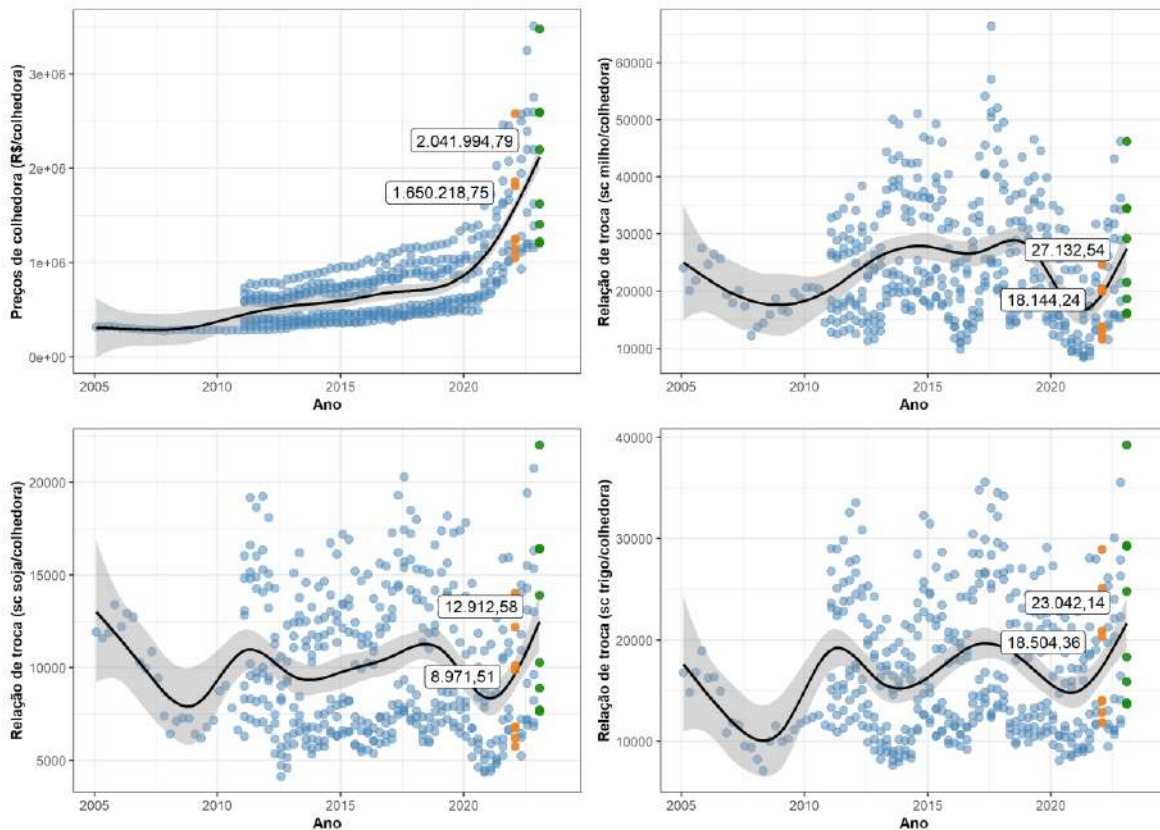 Preços de colhedora (R$/colhedora)
3e+06
2e+06
1e+06
0e+00
2.041.994,79
1.650.218,75
2005 2010 2015 2020
Ano
Relação de troca (sc milho/colhedora)
60000
50000
40000
30000
20000
10000
27.132,54
18.144,24
2005 2010 2015 2020
Ano
Relação de troca (sc soja/colhedora)
20000
15000
10000
5000
12.912,58
8.971,51
2005 2010 2015 2020
Ano
Relação de troca (sc trigo/colhedora)
40000
30000
20000
10000
23.042,14
18.504,36
2005 2010 2015 2020
Ano